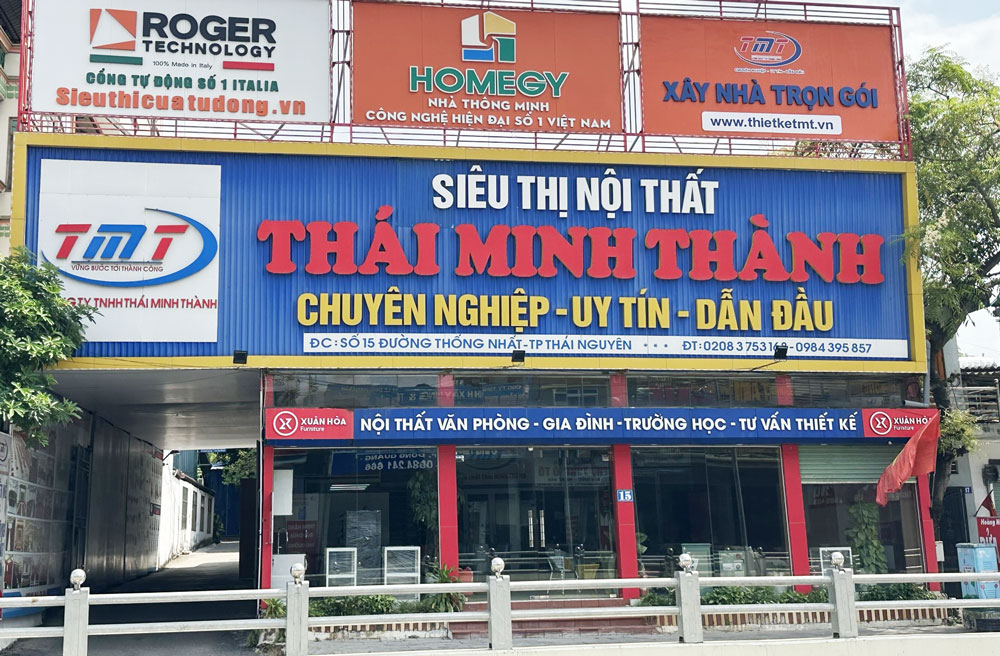 ROGER
TECHNOLOGY
100% Made in Italy
CỔNG TỰ ĐỘNG SỐ 1 ITALIA
Sieuthicuatudong.vn
HOMEGY
NHÀ THÔNG MINH
CÔNG NGHỆ HIỆN ĐẠI SỐ 1 VIỆT NAM
TMT
XÂY NHÀ TRỌN GÓI
www.thietketmt.vn
TMT
VỮNG BƯỚC TỚI THÀNH CÔNG
TY TNHH THÁI MINH THÀNH
SIÊU THỊ NỘI THẤT
THÁI MINH THÀNH
CHUYÊN NGHIỆP - UY TÍN - DẪN ĐẦU
ĐC : SỐ 15 ĐƯỜNG THỐNG NHẤT - TP THÁI NGUYÊN
ĐT: 0208 3 - 0984 395 857
XUÂN HÒA
Furniture
NỘI THẤT VĂN PHÒNG - GIA ĐÌNH - TRƯỜNG HỌC - TƯ VẤN THIẾT KẾ
XUÂN HÒA
Furniture
15